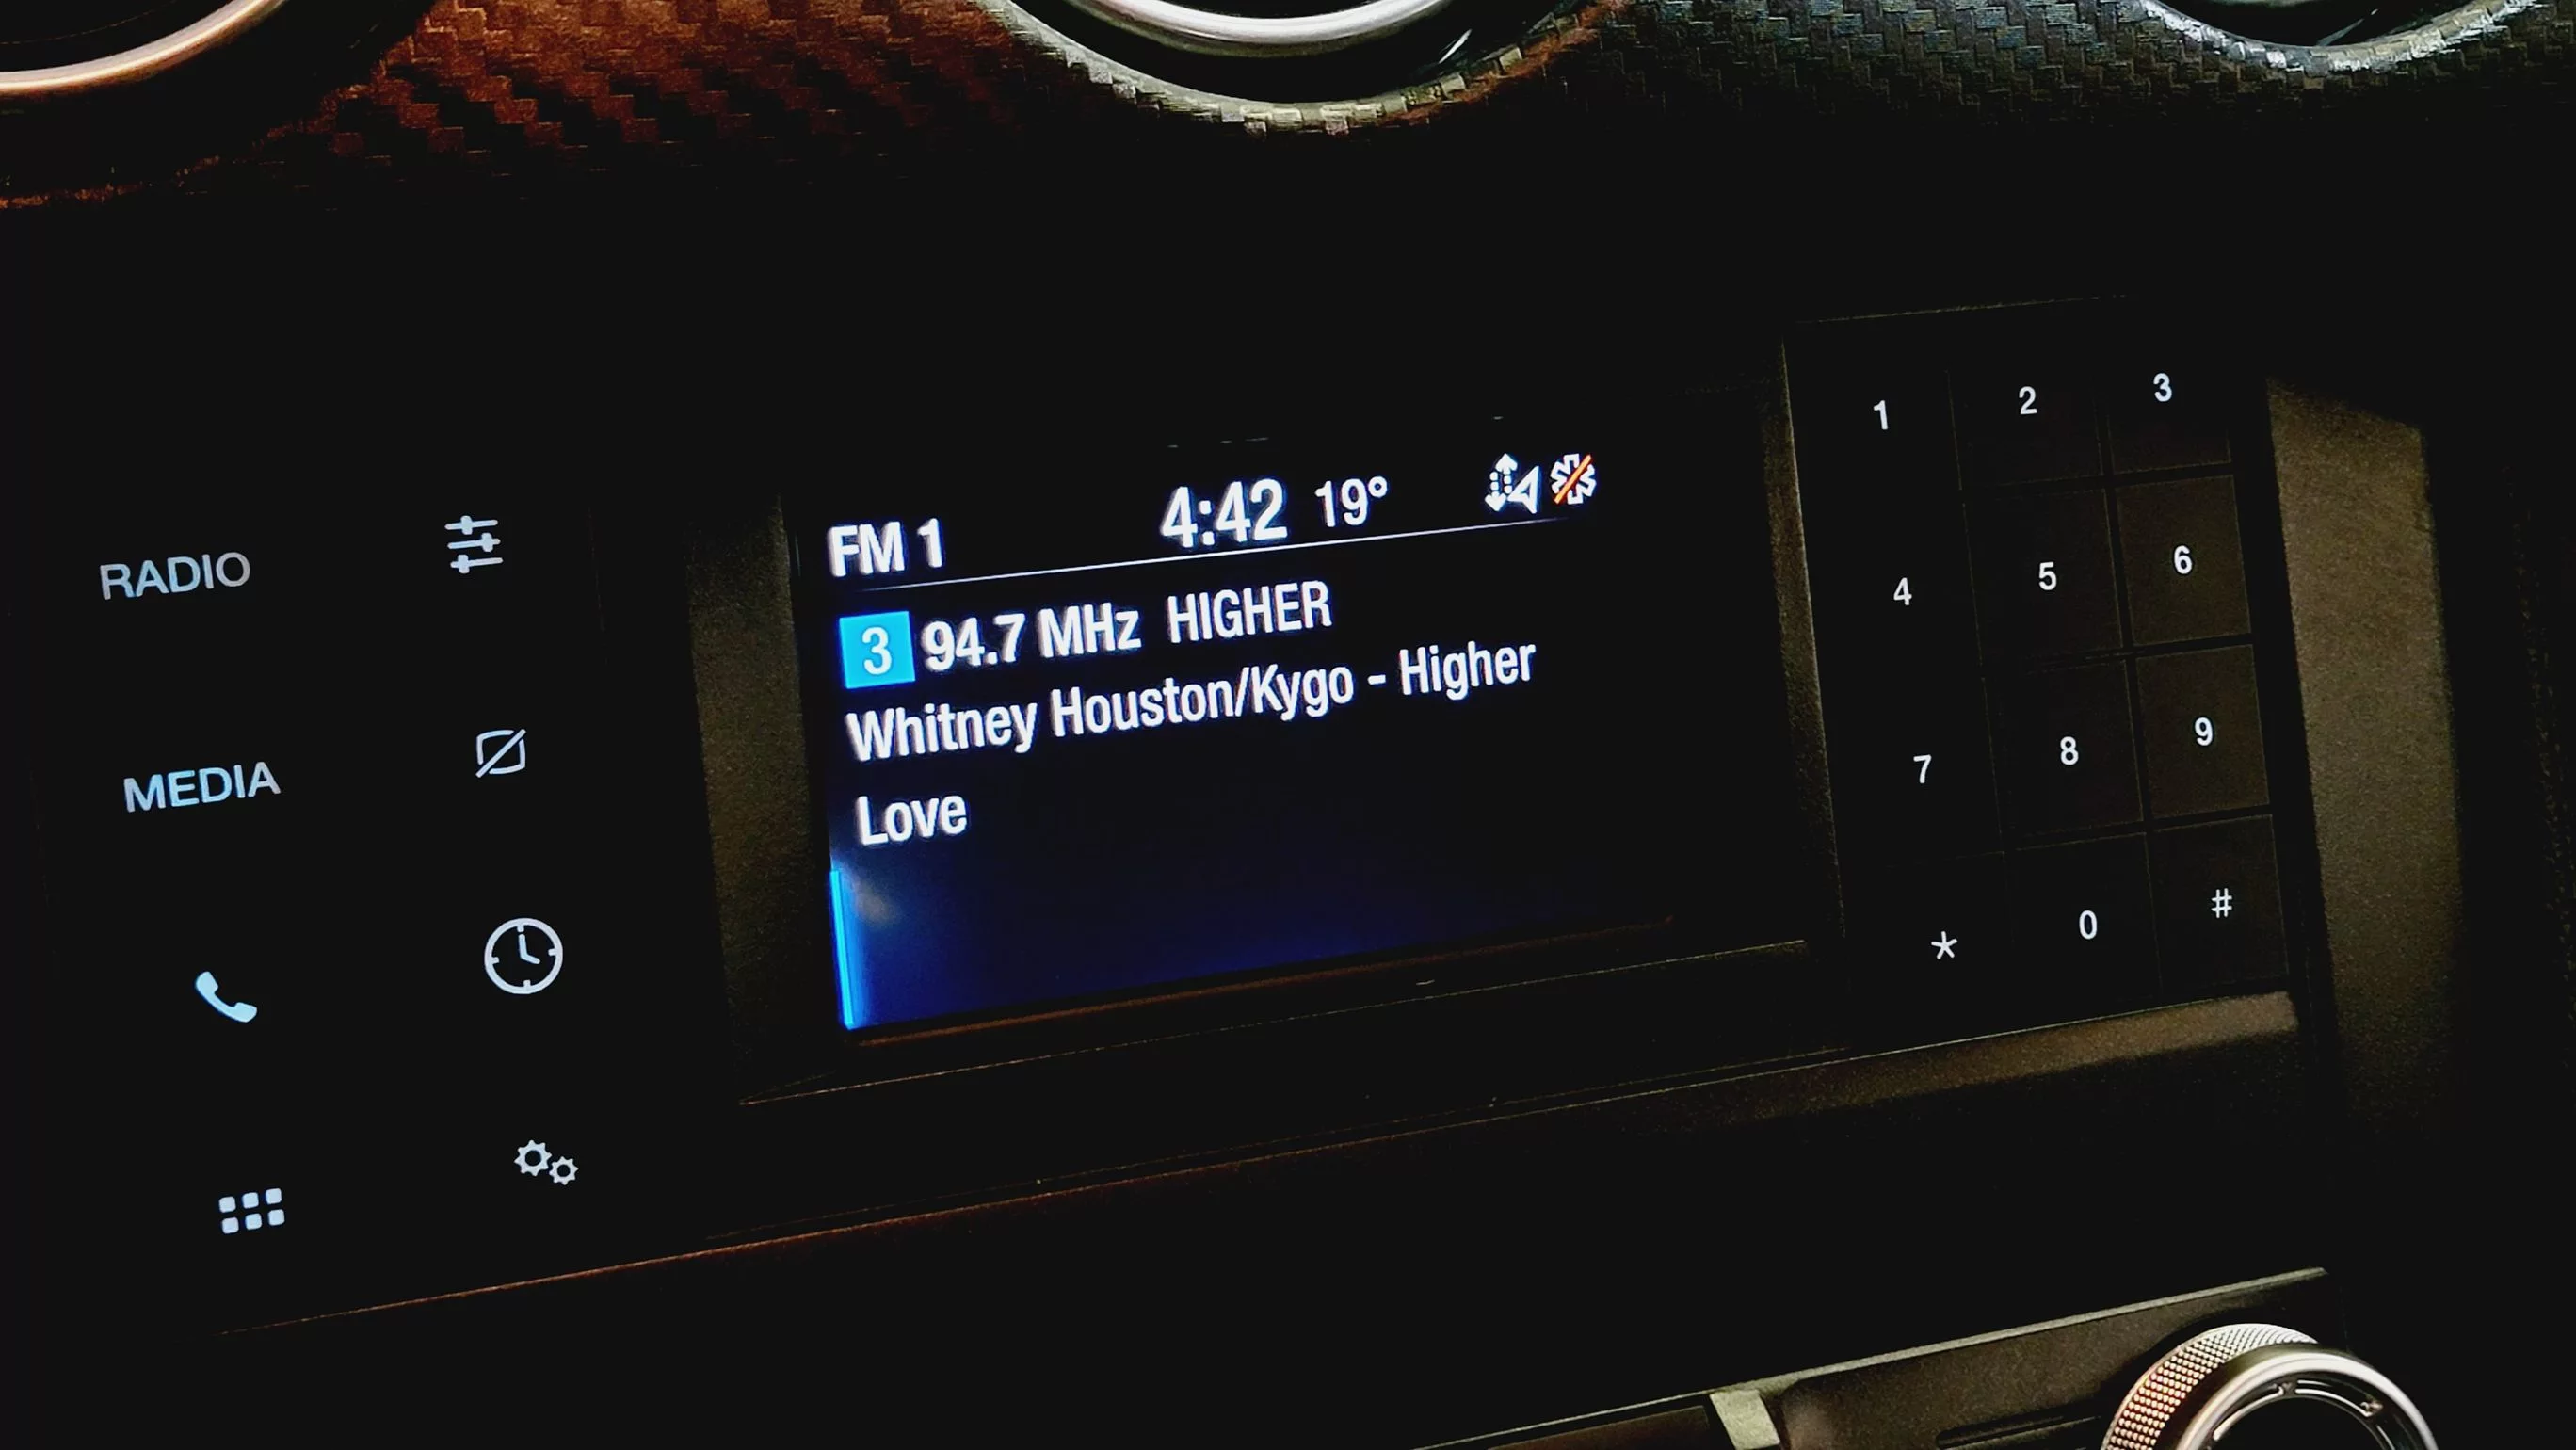 FM 1 4:42 19°
3 94.7 MHz HIGHER
Whitney Houston/Kygo - Higher
Love
RADIO
MEDIA
1 2 3
4 5 6
7 8 9
* 0 #